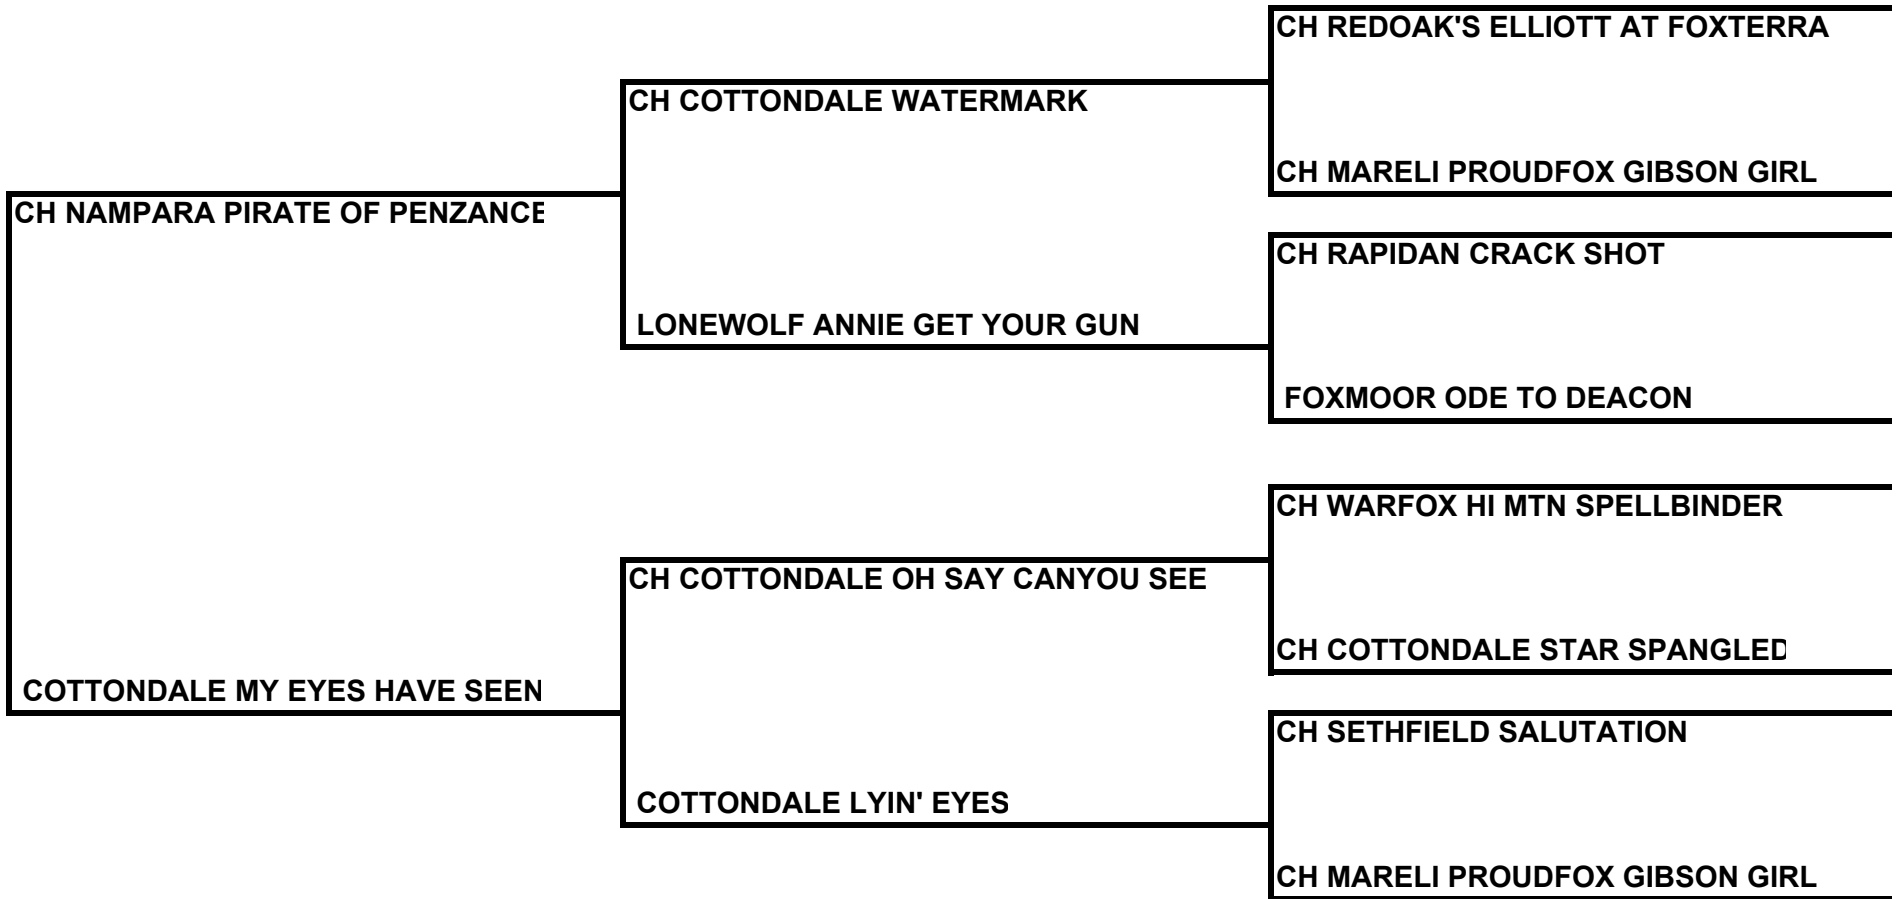 CH REDOAK'S ELLIOTT AT FOXTERRA
CH COTTONDALE WATERMARK
CH MARELI PROUDFOX GIBSON GIRL
CH NAMPARA PIRATE OF PENZANCE
CH RAPIDAN CRACK SHOT
LONEWOLF ANNIE GET YOUR GUN
FOXMOOR ODE TO DEACON
CH WARFOX HI MTN SPELLBINDER
CH COTTONDALE OH SAY CANYOU SEE
CH COTTONDALE STAR SPANGLED
COTTONDALE MY EYES HAVE SEEN
CH SETHFIELD SALUTATION
COTTONDALE LYIN' EYES
CH MARELI PROUDFOX GIBSON GIRL